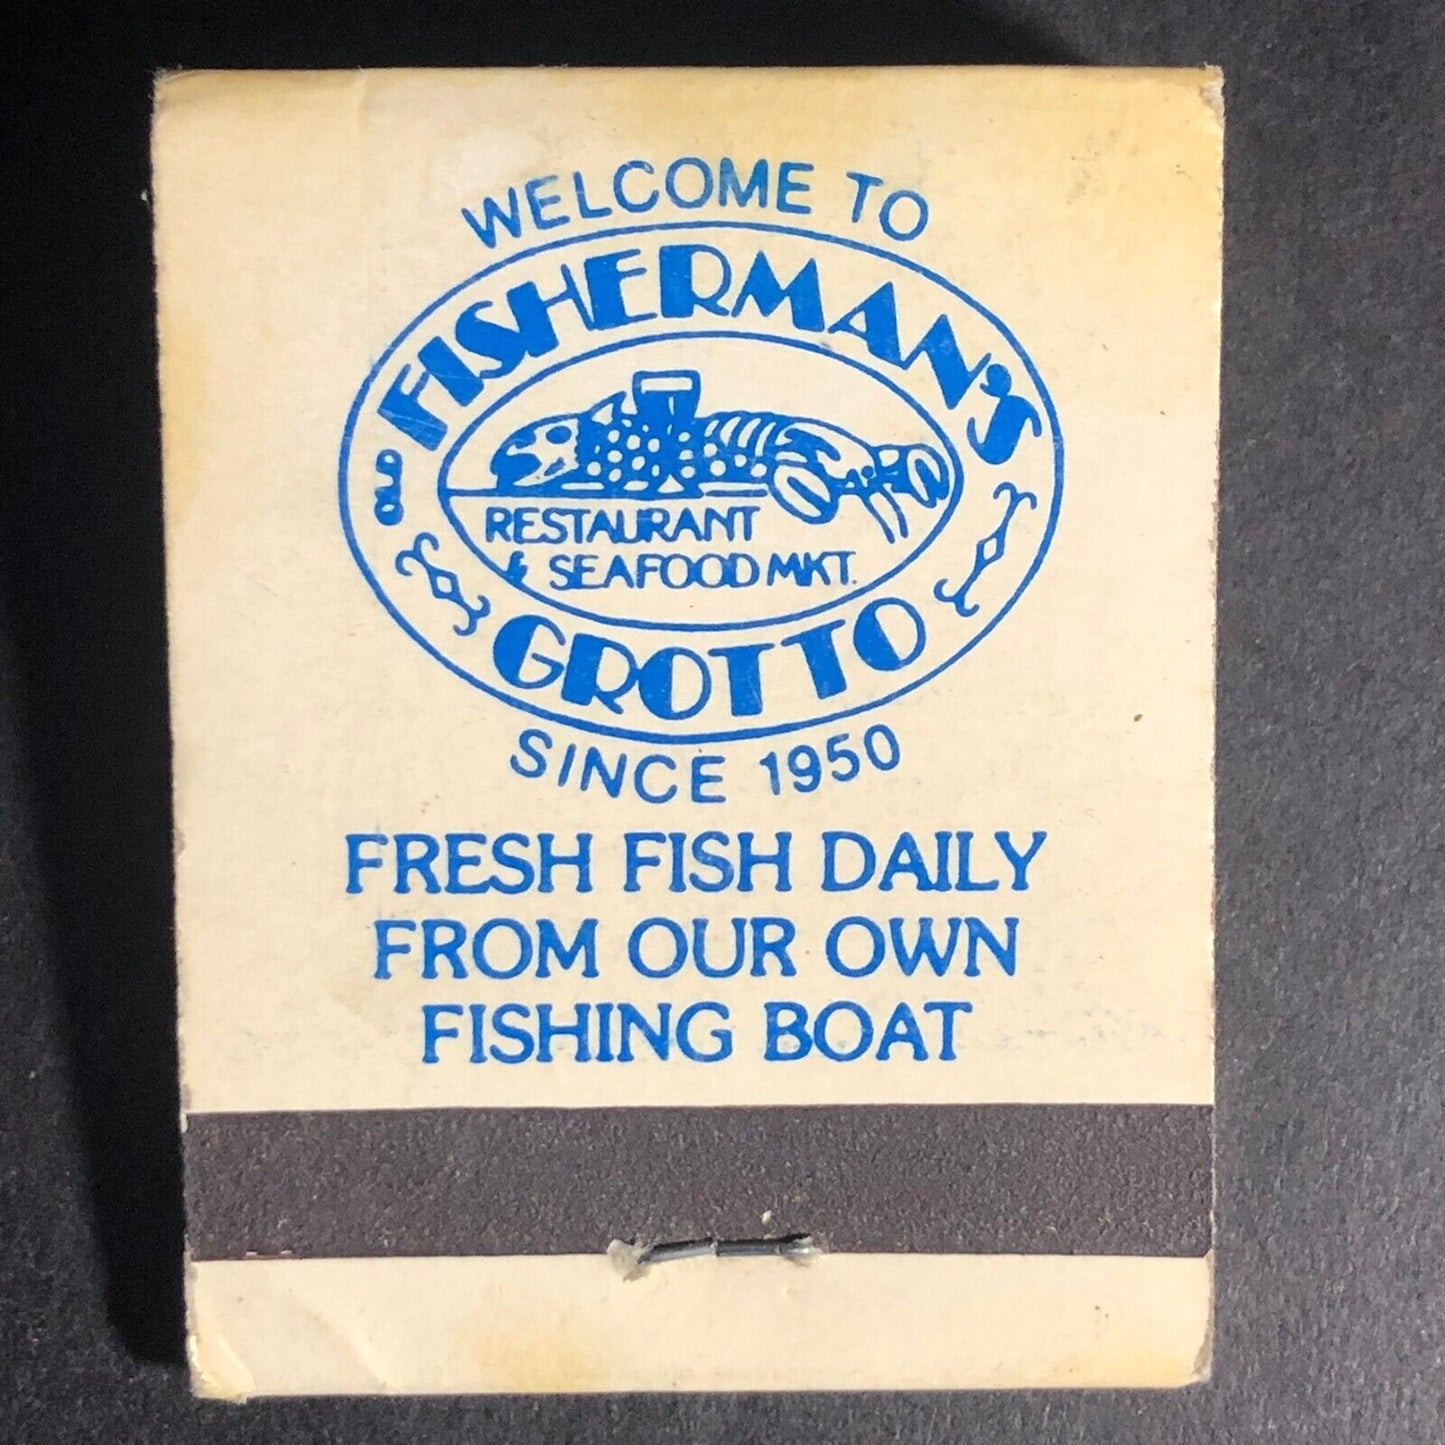 WELCOME TO
OLD FISHERMAN'S
RESTAURANT
& SEAFOOD MKT.
GROTTO
SINCE 1950
FRESH FISH DAILY
FROM OUR OWN
FISHING BOAT